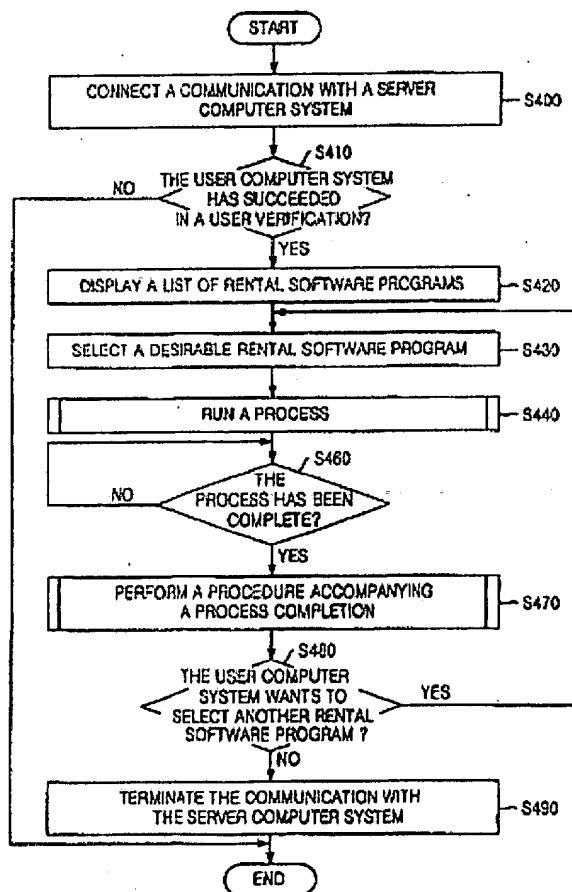 START
CONNECT A COMMUNICATION WITH A SERVER
COMPUTER SYSTEM
S400
S410
NO
THE USER COMPUTER SYSTEM
HAS SUCCEEDED
IN A USER VERIFICATION?
YES
DISPLAY A LIST OF RENTAL SOFTWARE PROGRAMS
S420
SELECT A DESIRABLE RENTAL SOFTWARE PROGRAM
S430
RUN A PROCESS
S440
S460
NO
THE
PROCESS HAS BEEN
COMPLETE?
YES
PERFORM A PROCEDURE ACCOMPANYING
A PROCESS COMPLETION
S470
S480
THE USER COMPUTER
SYSTEM WANTS TO
SELECT ANOTHER RENTAL
SOFTWARE PROGRAM ?
YES
NO
TERMINATE THE COMMUNICATION WITH
THE SERVER COMPUTER SYSTEM
S490
END